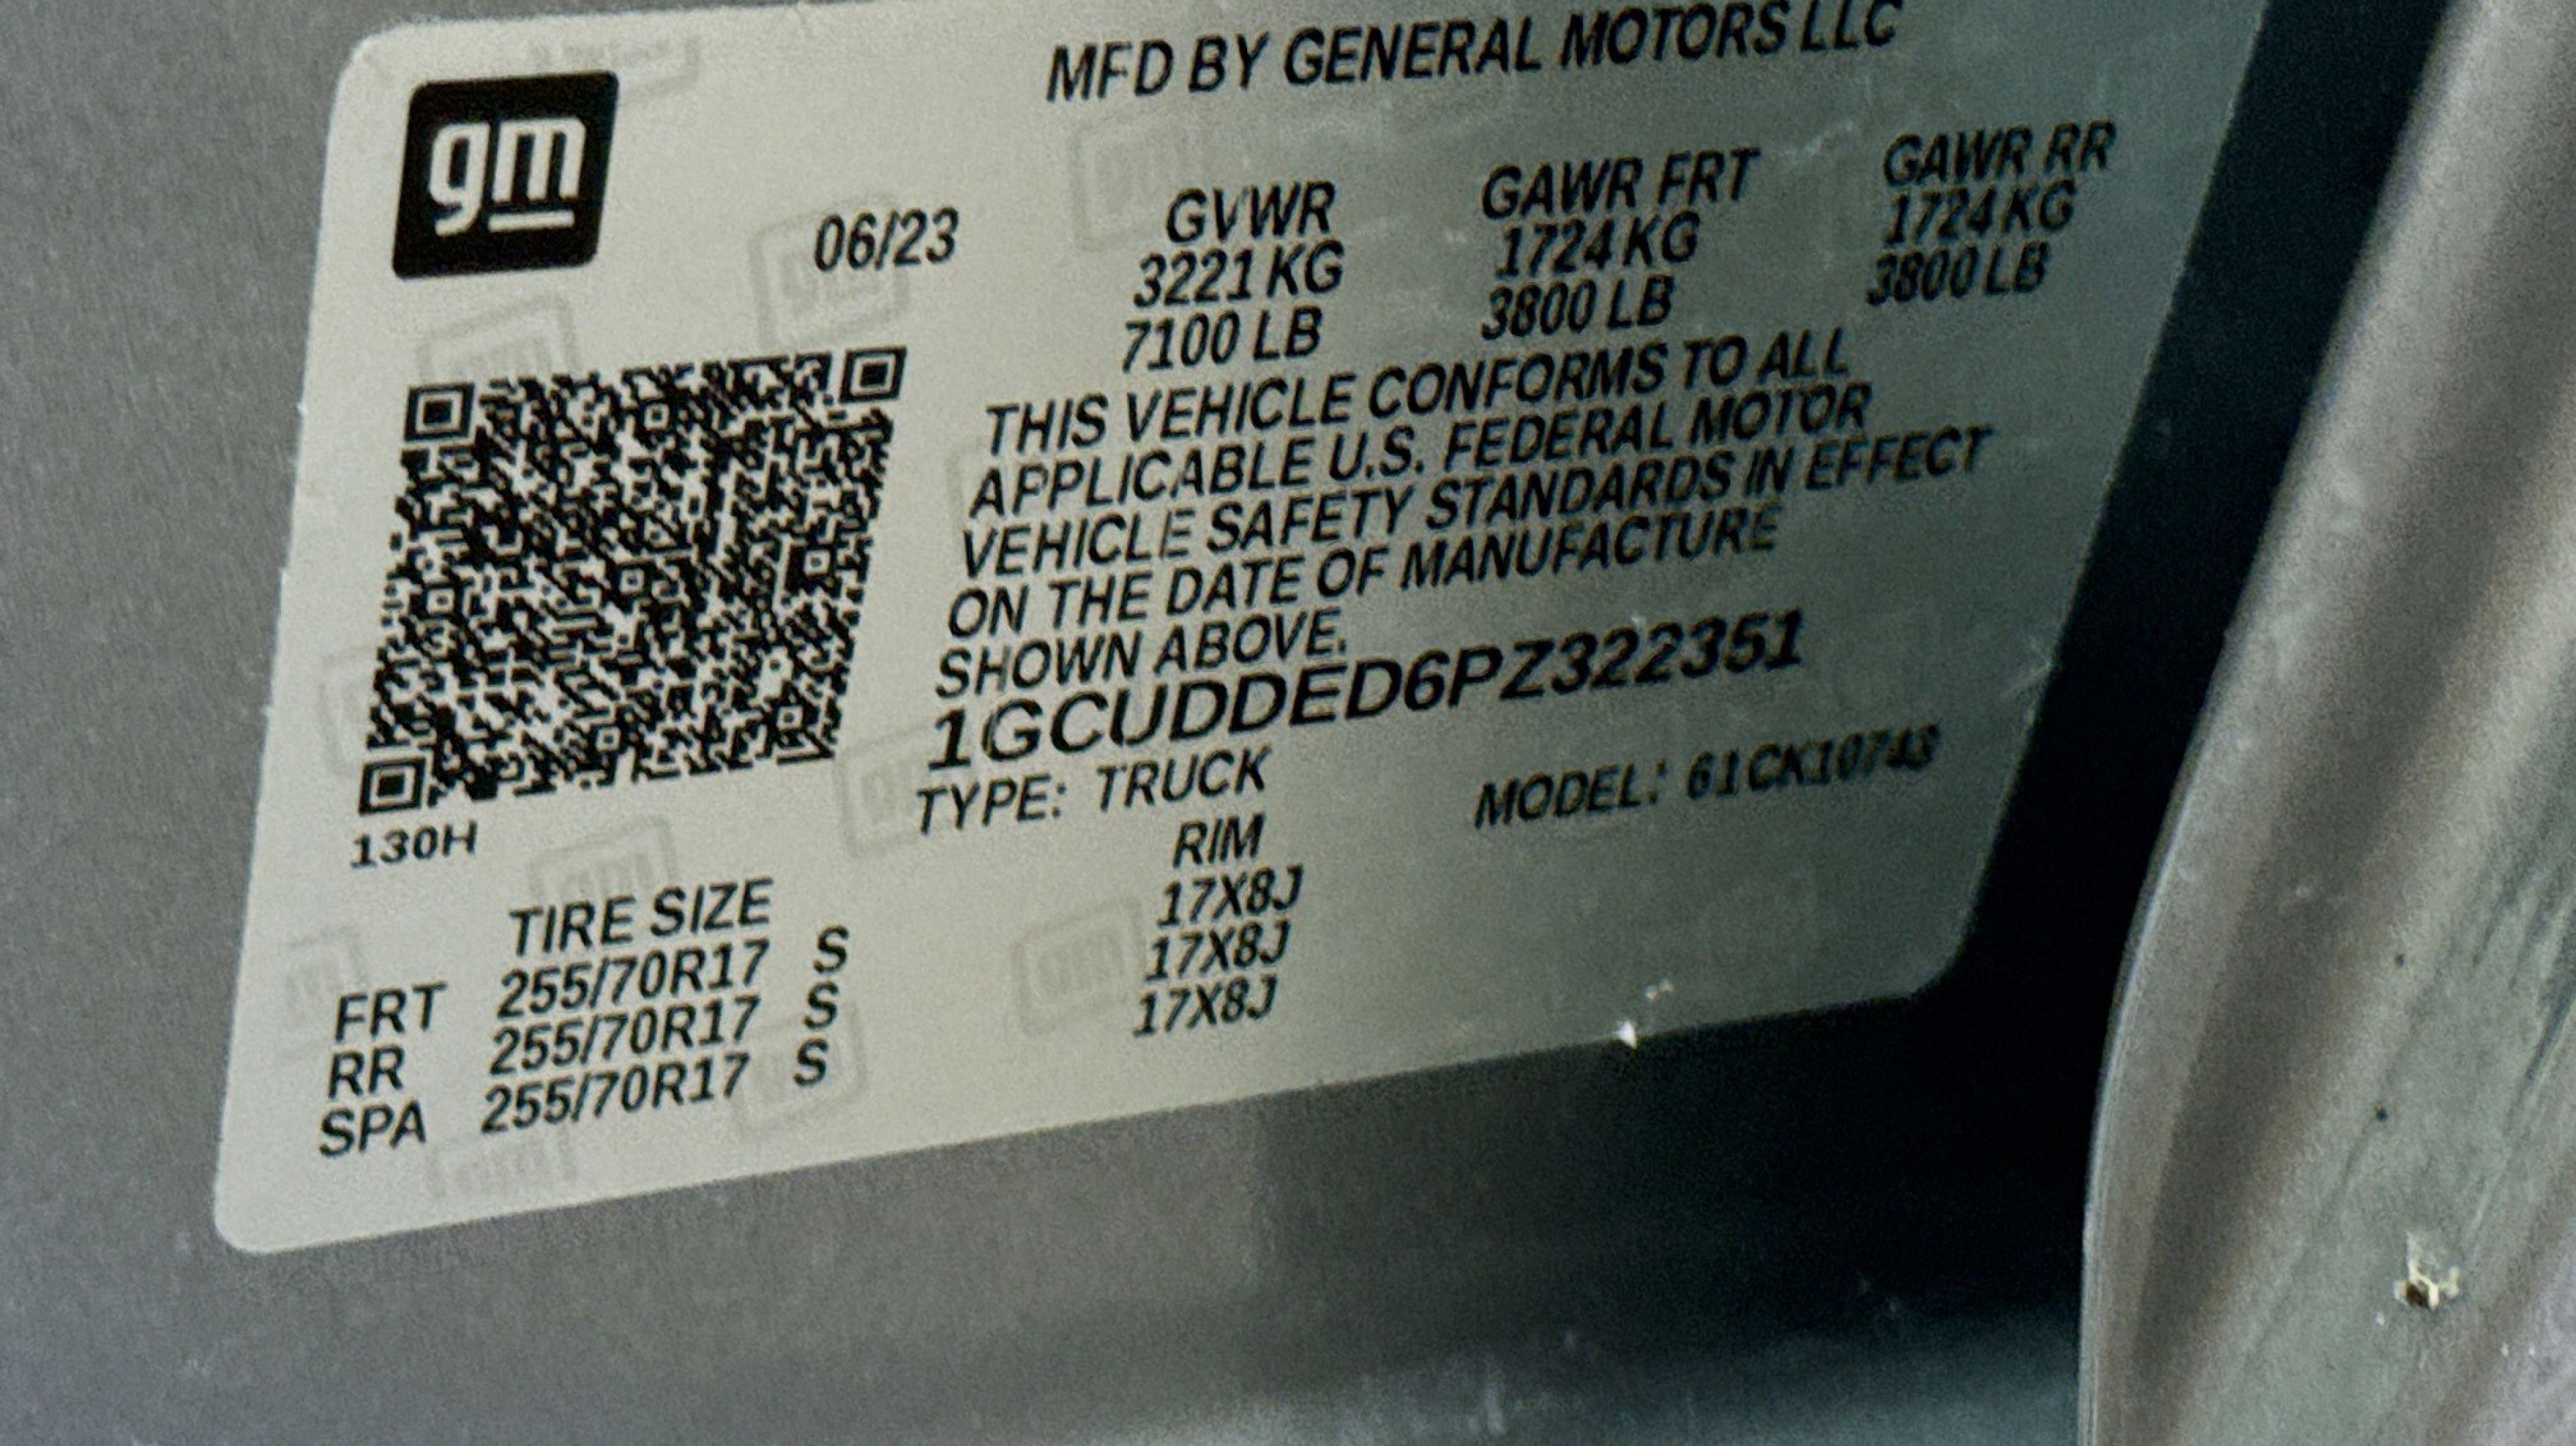 MFD BY GENERAL MOTORS LLC
gm
06/23
GVWR GAWR FRT GAWR RR
3221 KG 1724 KG 1724 KG
7100 LB 3800 LB 3800 LB
THIS VEHICLE CONFORMS TO ALL
APPLICABLE U.S. FEDERAL MOTOR
VEHICLE SAFETY STANDARDS IN EFFECT
ON THE DATE OF MANUFACTURE
SHOWN ABOVE.
1GCUDDED6PZ322351
TYPE: TRUCK MODEL: 61CK10743
130H
TIRE SIZE RIM
FRT 255/70R17 S 17X8J
RR 255/70R17 S 17X8J
SPA 255/70R17 S 17X8J